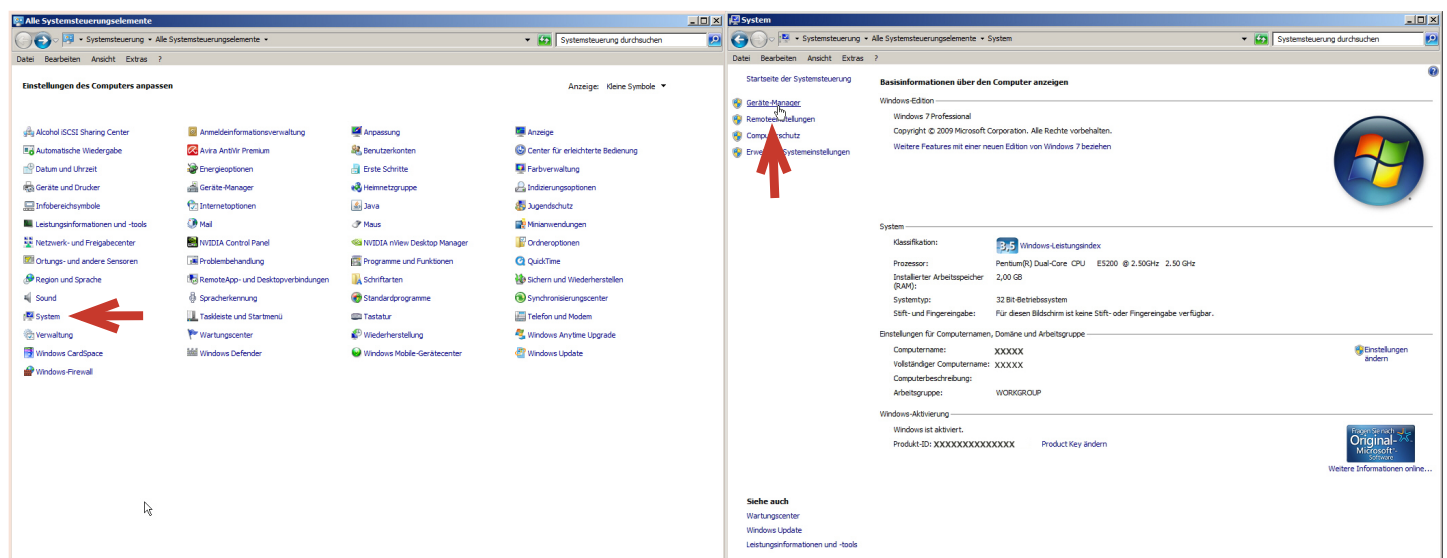 Alle Systemsteuerungselemente
Systemsteuerung
Alle Systemsteuerungselemente
Systemsteuerung durchsuchen
Datei Bearbeiten Ansicht Extras ?
Einstellungen des Computers anpassen
Anzeige: Kleine Symbole
Alcohol iSCSI Sharing Center
Anmeldeinformationsverwaltung
Anpassung
Anzeige
Automatische Wiedergabe
Avira AntiVir Premium
Benutzerkonten
Center für erleichterte Bedienung
Datum und Uhrzeit
Energieoptionen
Erste Schritte
Farbverwaltung
Geräte und Drucker
Geräte-Manager
Heimnetzgruppe
Indizierungsoptionen
Infobereichsymbole
Internetoptionen
Java
Jugendschutz
Leistungsinformationen und -tools
Mail
Maus
Minianwendungen
Netzwerk- und Freigabecenter
NVIDIA Control Panel
NVIDIA nView Desktop Manager
Ordneroptionen
Ortungs- und andere Sensoren
Problembehandlung
Programme und Funktionen
QuickTime
Region und Sprache
RemoteApp- und Desktopverbindungen
Schriftarten
Sichern und Wiederherstellen
Sound
Spracherkennung
Standardprogramme
Synchronisierungscenter
System
Taskleiste und Startmenü
Tastatur
Telefon und Modem
Verwaltung
Wartungscenter
Wiederherstellung
Windows Anytime Upgrade
Windows CardSpace
Windows Defender
Windows Mobile-Gerätecenter
Windows Update
Windows-Firewall
System
Systemsteuerung
Alle Systemsteuerungselemente
System
Systemsteuerung durchsuchen
Datei Bearbeiten Ansicht Extras ?
Startseite der Systemsteuerung
Geräte-Manager
Remoteeinstellungen
Computerschutz
Systemeinstellungen
Siehe auch
Wartungscenter
Windows Update
Leistungsinformationen und -tools
Basisinformationen über den Computer anzeigen
Windows-Edition
Windows 7 Professional
Copyright © 2009 Microsoft Corporation. Alle Rechte vorbehalten.
Weitere Features mit einer neuen Edition von Windows 7 beziehen
System
Klassifikation: 3,5 Windows-Leistungsindex
Prozessor: Pentium(R) Dual-Core CPU E5200 @ 2.50GHz 2.50 GHz
Installierter Arbeitsspeicher 2,00 GB
(RAM):
Systemtyp: 32 Bit-Betriebssystem
Stift- und Fingereingabe: Für diesen Bildschirm ist keine Stift- oder Fingereingabe verfügbar.
Einstellungen für Computernamen, Domäne und Arbeitsgruppe
Computername: XXXXX
Vollständiger Computername: XXXXX
Computerbeschreibung:
Arbeitsgruppe: WORKGROUP
Einstellungen
ändern
Windows-Aktivierung
Windows ist aktiviert.
Produkt-ID: XXXXXXXXXXXXX Product Key ändern
Fragen Sie nach
Original-
Microsoft-
Software
Weitere Informationen online...